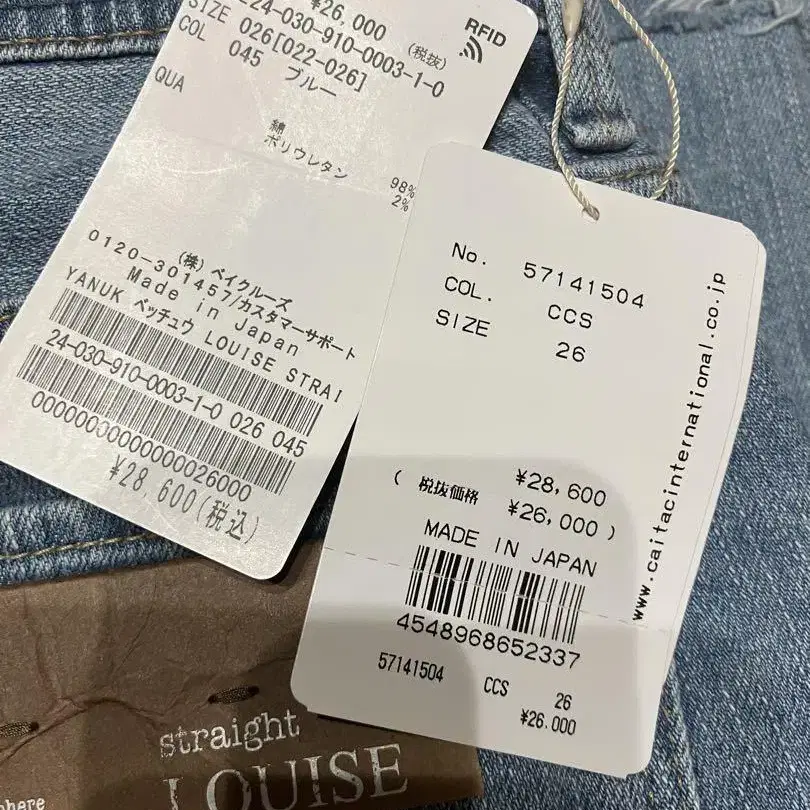 ¥26,000
(税抜)
RFID
24-030-910-0003-1-0
SIZE 026[022-026]
COL 045 ブルー
QUA
綿 98%
ポリウレタン 2%
(株) ベイクルーズ
0120-301457/カスタマーサポート
Made in Japan
YANUK ベッチュウ LOUISE STRAI
24-030-910-0003-1-0 026 045
0000000000000026000
¥28,600(税込)
No. 57141504
COL. CCS
SIZE 26
¥28,600
( 税抜価格 ¥26,000 )
MADE IN JAPAN
4548968652337
57141504 CCS 26
¥26.000
www.caitacinternational.co.jp
straight
LOUISE